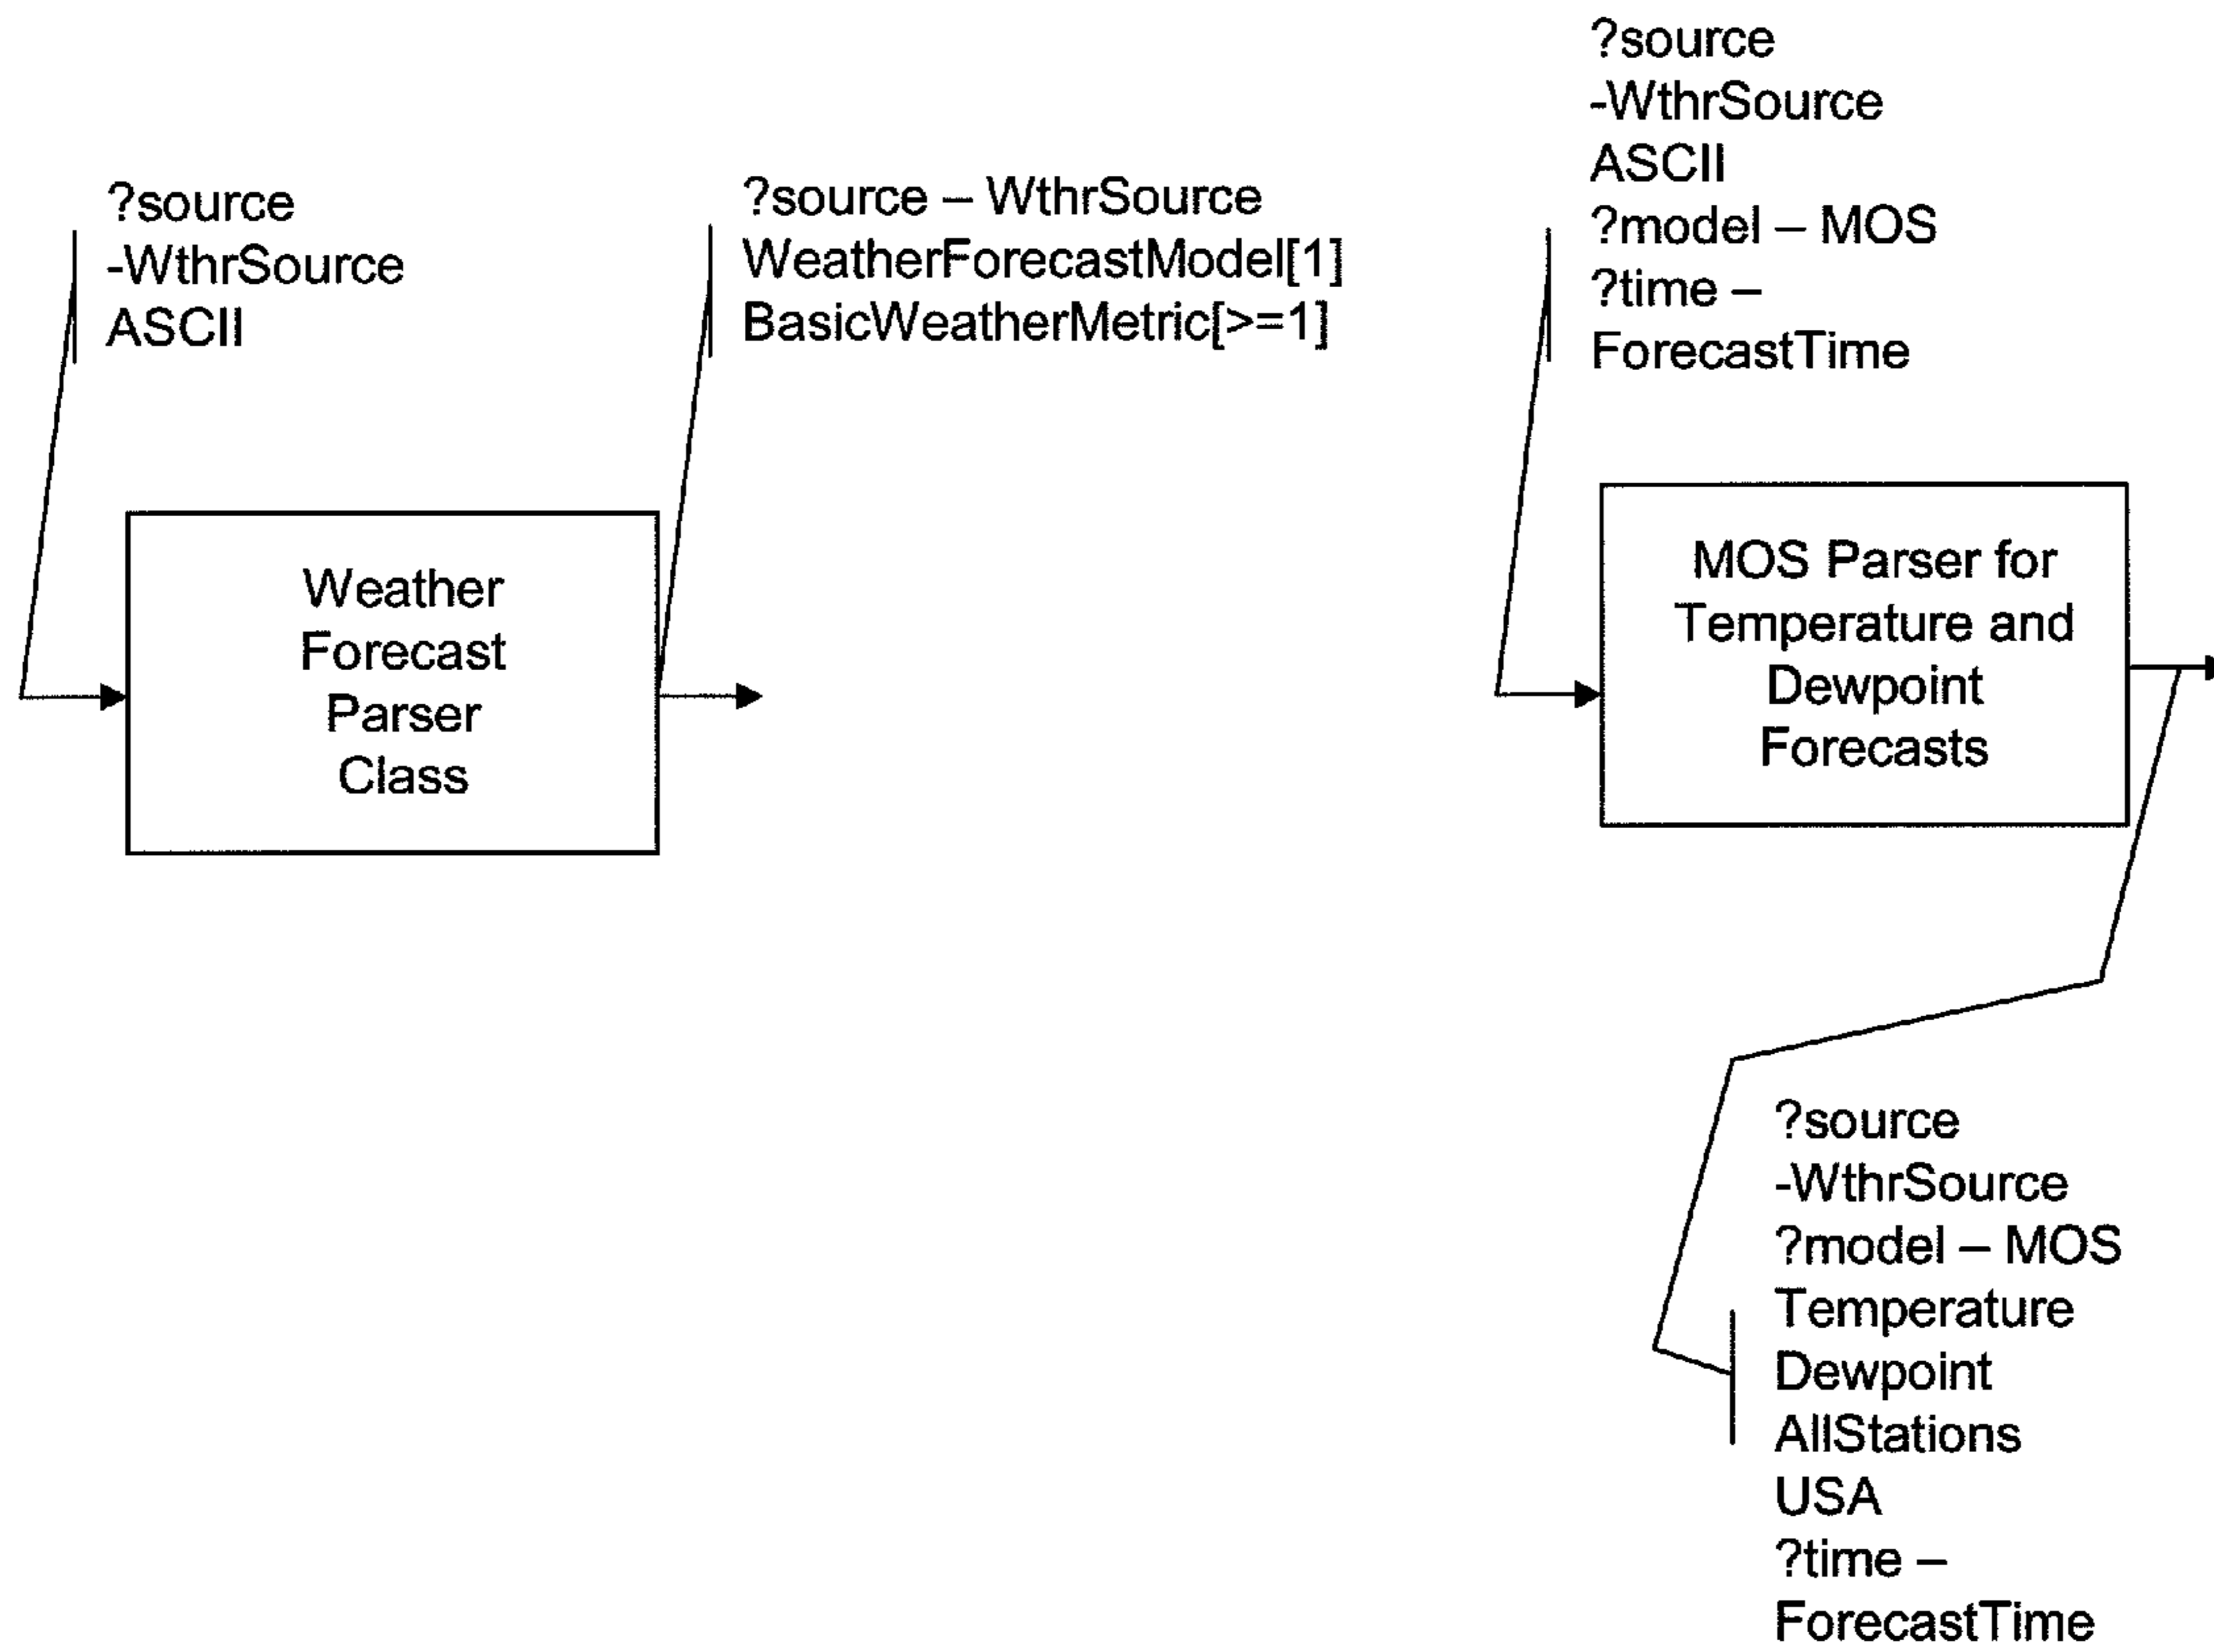 ?source
-WthrSource
ASCII
?source – WthrSource
WeatherForecastModel[1]
BasicWeatherMetric[>=1]
Weather
Forecast
Parser
Class
?source
-WthrSource
ASCII
?model – MOS
?time –
ForecastTime
MOS Parser for
Temperature and
Dewpoint
Forecasts
?source
-WthrSource
?model – MOS
Temperature
Dewpoint
AllStations
USA
?time –
ForecastTime